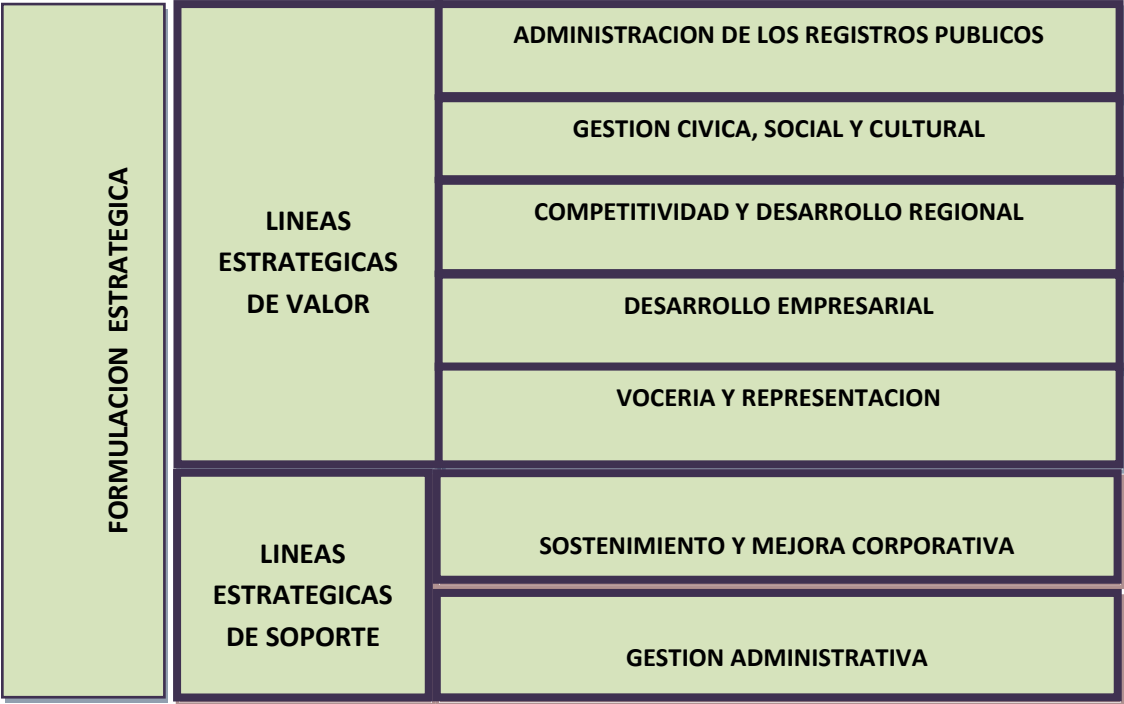 FORMULACION ESTRATEGICA
LINEAS
ESTRATEGICAS
DE VALOR
ADMINISTRACION DE LOS REGISTROS PUBLICOS
GESTION CIVICA, SOCIAL Y CULTURAL
COMPETITIVIDAD Y DESARROLLO REGIONAL
DESARROLLO EMPRESARIAL
VOCERIA Y REPRESENTACION
LINEAS
ESTRATEGICAS
DE SOPORTE
SOSTENIMIENTO Y MEJORA CORPORATIVA
GESTION ADMINISTRATIVA